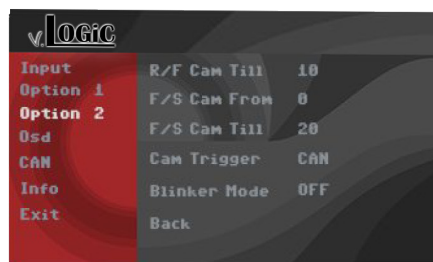 v.LOGiC
Input
Option 1
Option 2
Osd
CAN
Info
Exit
R/F Cam Till 10
F/S Cam From 0
F/S Cam Till 20
Cam Trigger CAN
Blinker Mode OFF
Back